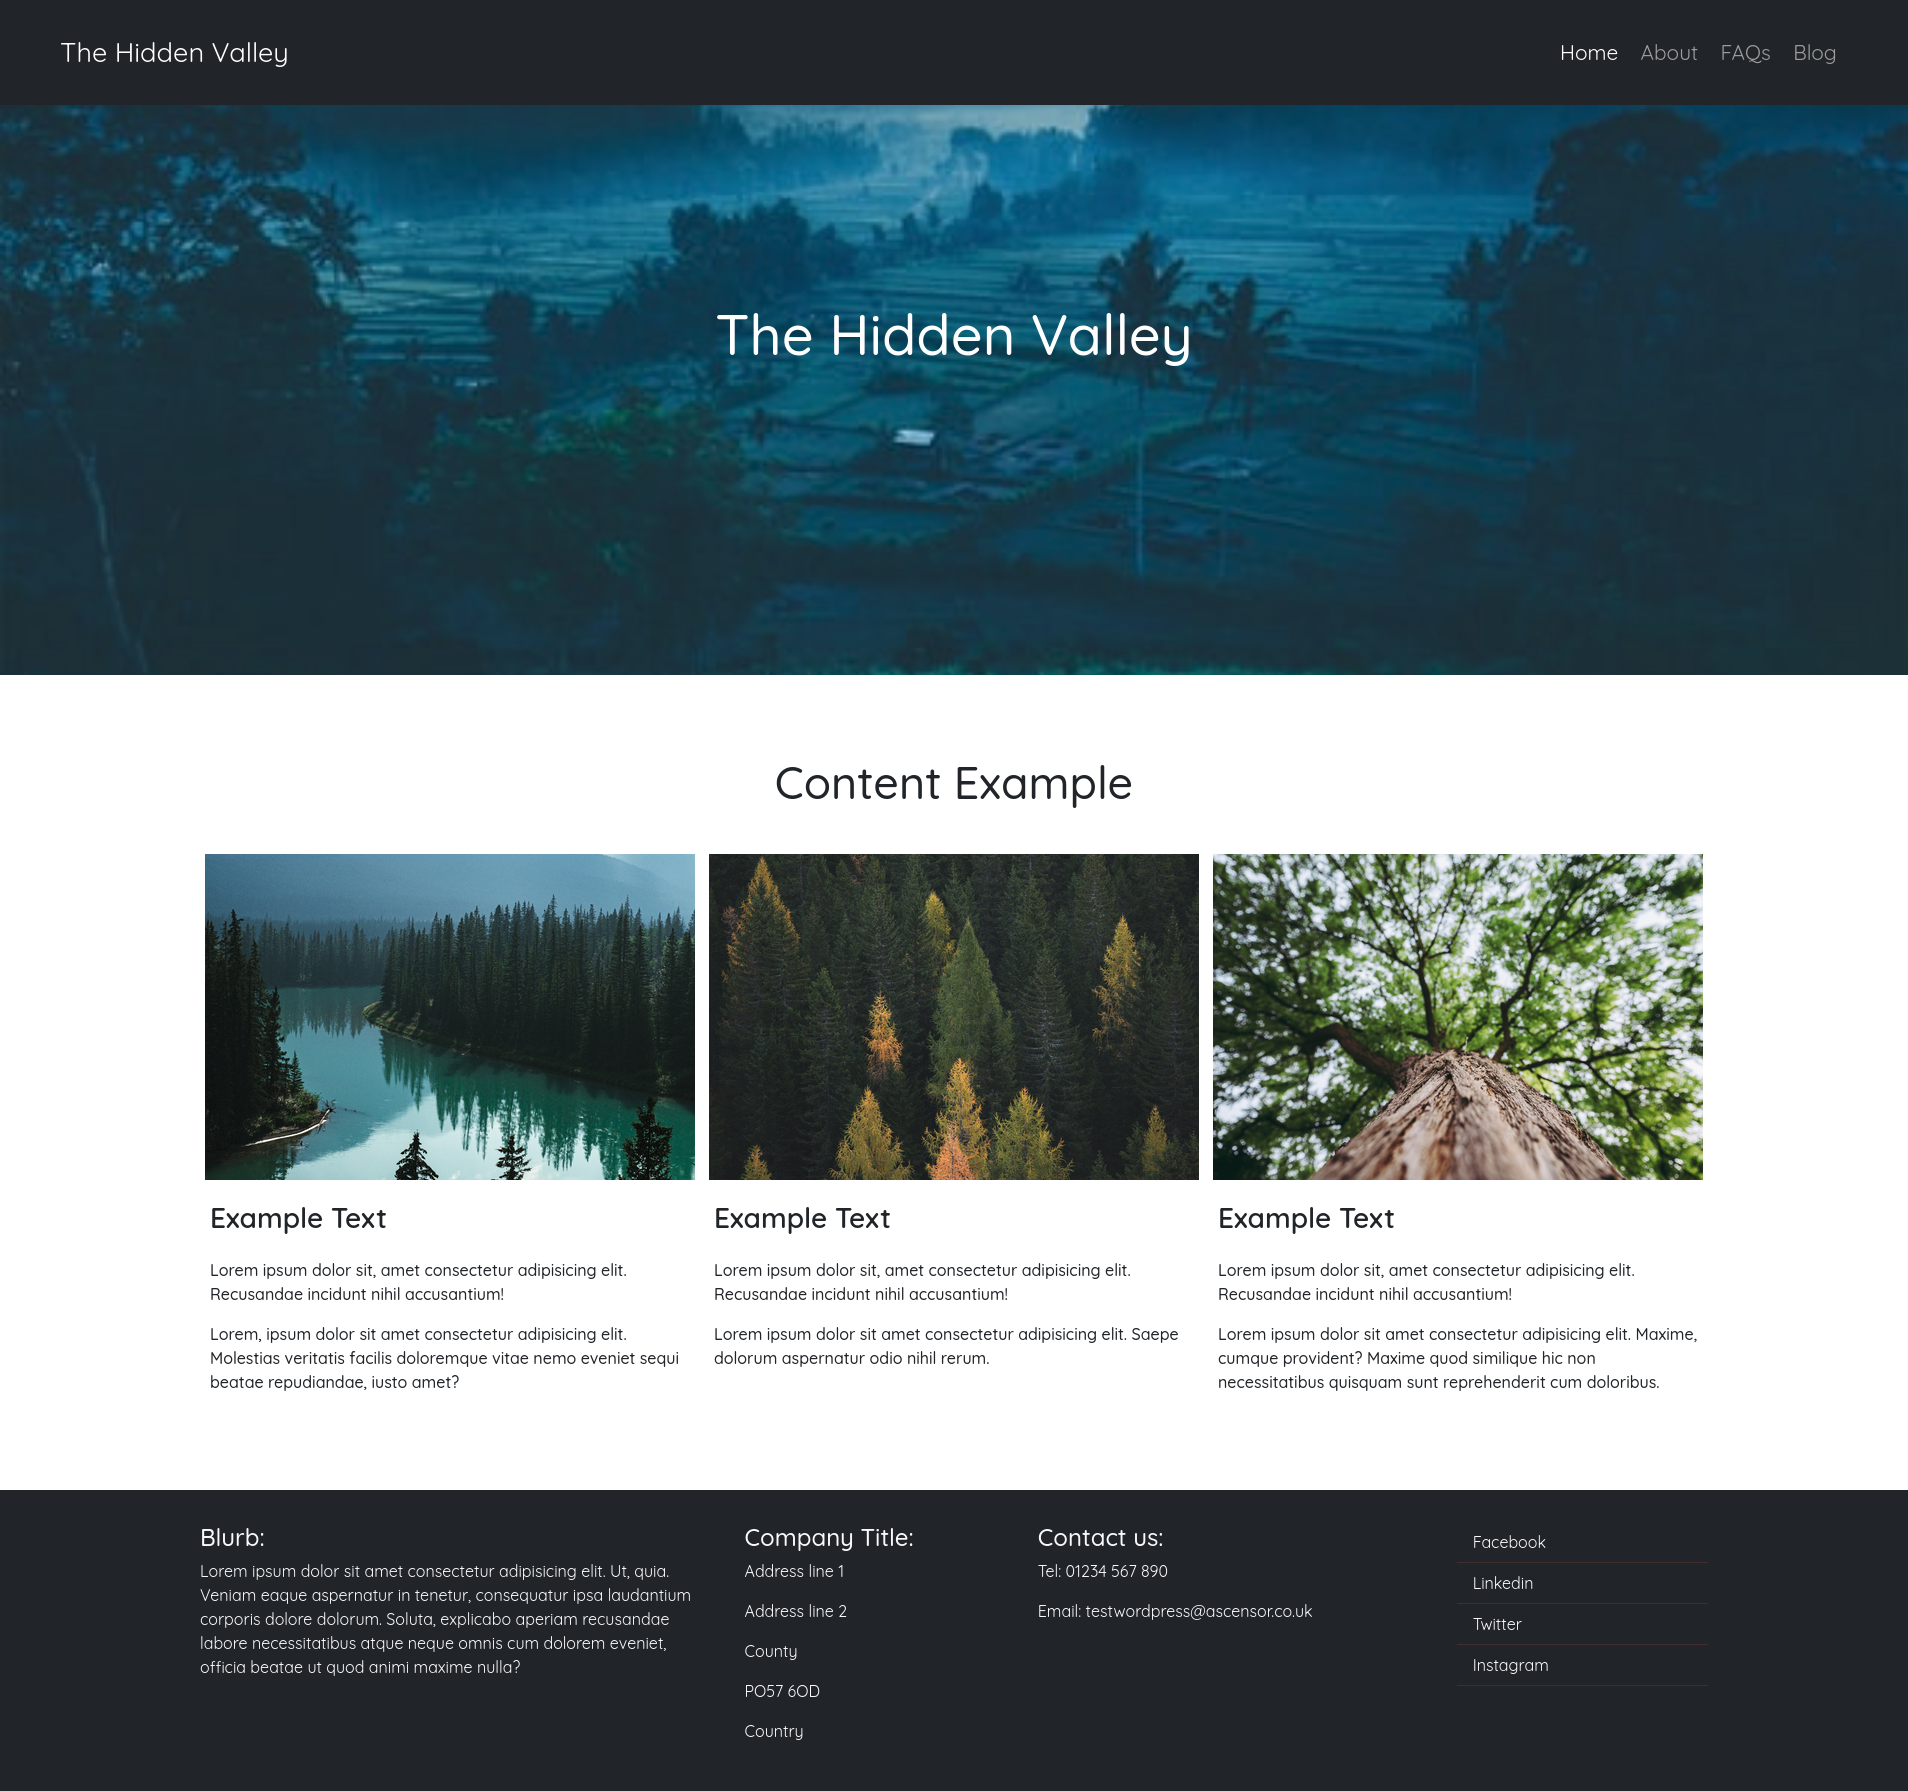 The Hidden Valley
Home About FAQs Blog
The Hidden Valley
Content Example
Example Text
Lorem ipsum dolor sit, amet consectetur adipisicing elit.
Recusandae incidunt nihil accusantium!
Lorem, ipsum dolor sit amet consectetur adipisicing elit.
Molestias veritatis facilis doloremque vitae nemo eveniet sequi
beatae repudiandae, iusto amet?
Example Text
Lorem ipsum dolor sit, amet consectetur adipisicing elit.
Recusandae incidunt nihil accusantium!
Lorem ipsum dolor sit amet consectetur adipisicing elit. Saepe
dolorum aspernatur odio nihil rerum.
Example Text
Lorem ipsum dolor sit, amet consectetur adipisicing elit.
Recusandae incidunt nihil accusantium!
Lorem ipsum dolor sit amet consectetur adipisicing elit. Maxime,
cumque provident? Maxime quod similique hic non
necessitatibus quisquam sunt reprehenderit cum doloribus.
Blurb:
Lorem ipsum dolor sit amet consectetur adipisicing elit. Ut, quia.
Veniam eaque aspernatur in tenetur, consequatur ipsa laudantium
corporis dolore dolorum. Soluta, explicabo aperiam recusandae
labore necessitatibus atque neque omnis cum dolorem eveniet,
officia beatae ut quod animi maxime nulla?
Company Title:
Address line 1
Address line 2
County
PO57 6OD
Country
Contact us:
Tel: 01234 567 890
Email: testwordpress@ascensor.co.uk
Facebook
Linkedin
Twitter
Instagram